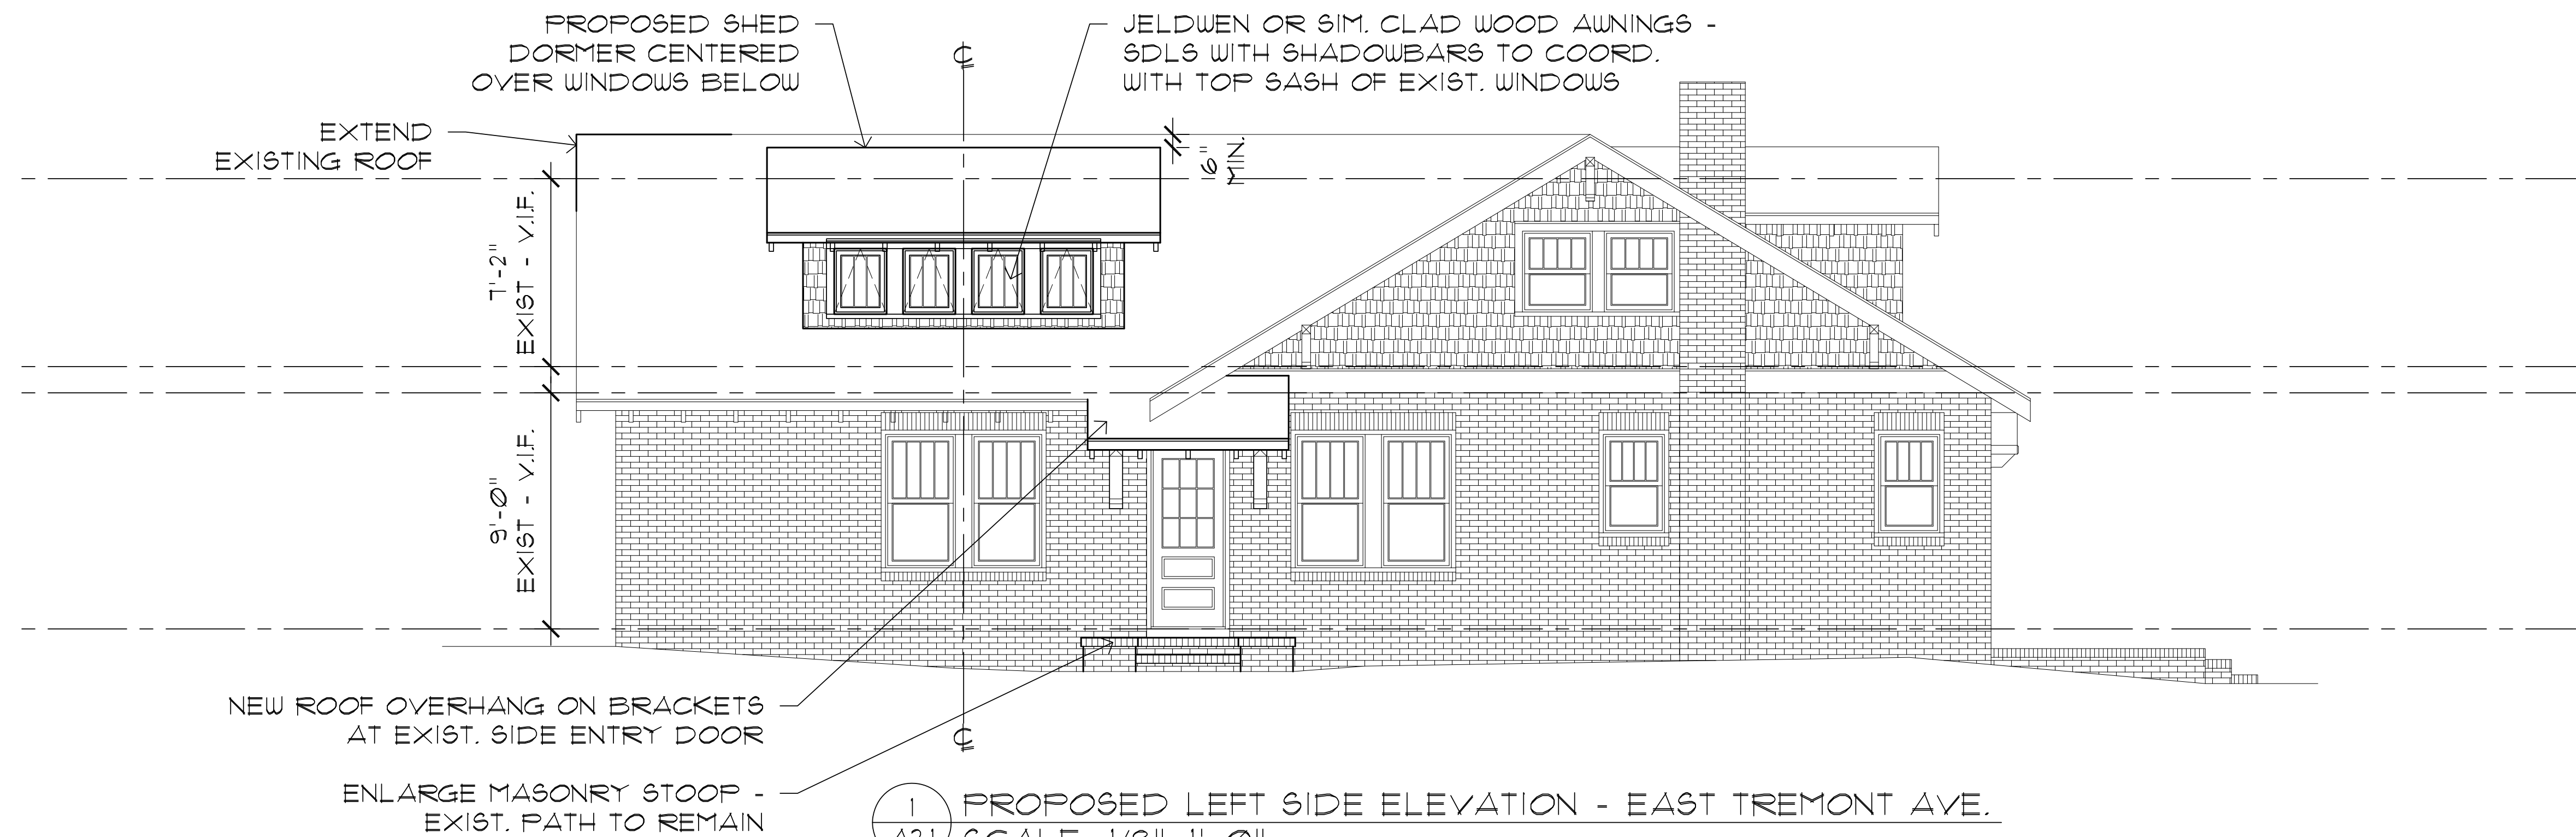 PROPOSED SHED
DORMER CENTERED
OVER WINDOWS BELOW
JELDWEN OR SIM. CLAD WOOD AWNINGS -
SDLS WITH SHADOWBARS TO COORD.
WITH TOP SASH OF EXIST. WINDOWS
EXTEND
EXISTING ROOF
6"
MIN.
7'-2"
EXIST - V.I.F.
9'-0"
EXIST - V.I.F.
NEW ROOF OVERHANG ON BRACKETS
AT EXIST. SIDE ENTRY DOOR
ENLARGE MASONRY STOOP -
EXIST. PATH TO REMAIN
1
PROPOSED LEFT SIDE ELEVATION - EAST TREMONT AVE.